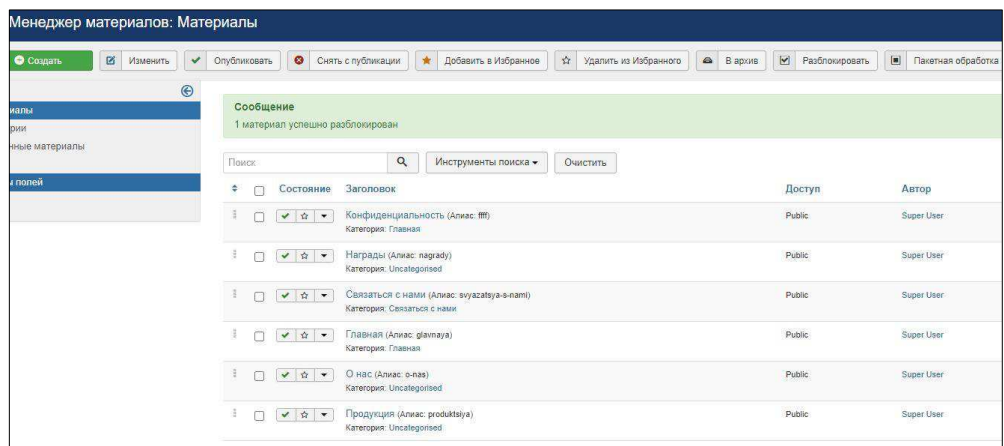 Менеджер материалов: Материалы
Создать Изменить Опубликовать Снять с публикации Добавить в Избранное Удалить из Избранного В архив Разблокировать Пакетная обработка
иалы
рии
нные материалы
ы полей
Сообщение
1 материал успешно разблокирован
Поиск Инструменты поиска Очистить
Состояние Заголовок Доступ Автор
Конфиденциальность (Алиас: ffff) Public Super User
Категория: Главная
Награды (Алиас: nagrady) Public Super User
Категория: Uncategorised
Связаться с нами (Алиас: svyazatsya-s-nami) Public Super User
Категория: Связаться с нами
Главная (Алиас: glavnaya) Public Super User
Категория: Главная
О нас (Алиас: o-nas) Public Super User
Категория: Uncategorised
Продукция (Алиас: produktsiya) Public Super User
Категория: Uncategorised